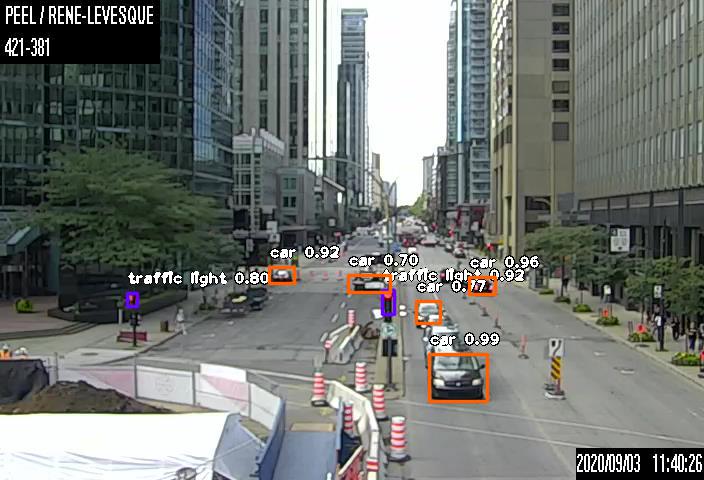 PEEL / RENE-LEVESQUE
421-381
car 0.92
car 0.70
car 0.96
traffic light 0.80
traffic light 0.92
car 0.77
car 0.99
2020/09/03 11:40:26